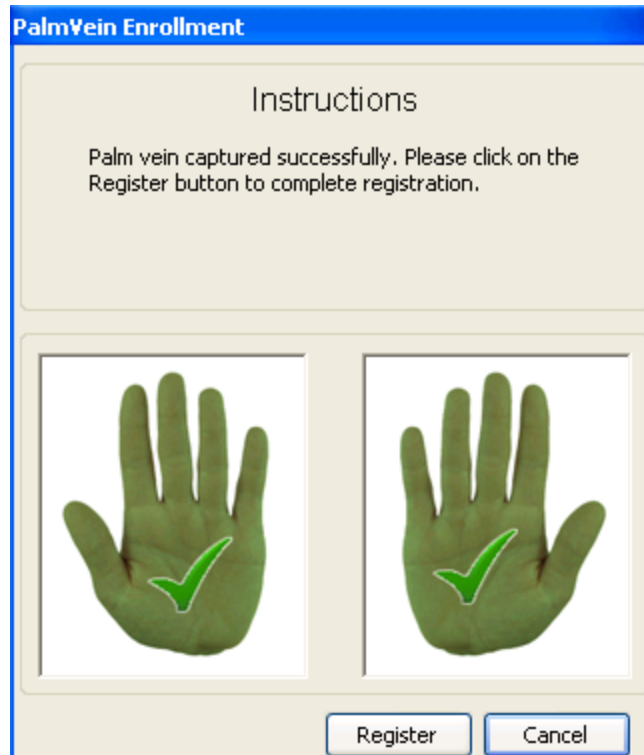 PalmVein Enrollment
Instructions
Palm vein captured successfully. Please click on the
Register button to complete registration.
Register
Cancel